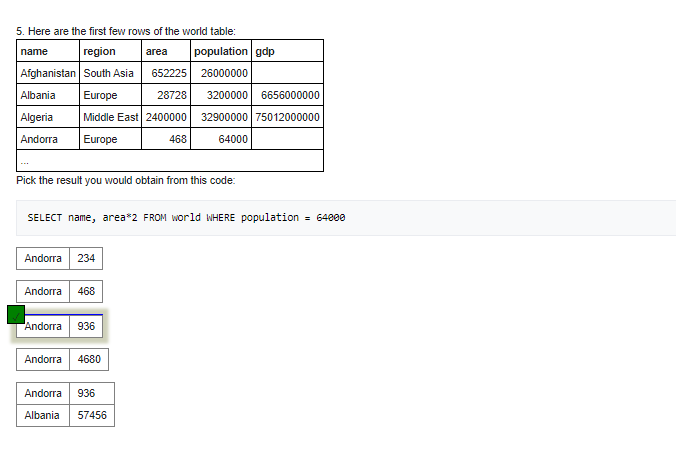 5. Here are the first few rows of the world table:
name region area population gdp
Afghanistan South Asia 652225 26000000
Albania Europe 28728 3200000 6656000000
Algeria Middle East 2400000 32900000 75012000000
Andorra Europe 468 64000
...
Pick the result you would obtain from this code:
SELECT name, area*2 FROM world WHERE population = 64000
Andorra 234
Andorra 468
Andorra 936
Andorra 4680
Andorra 936
Albania 57456